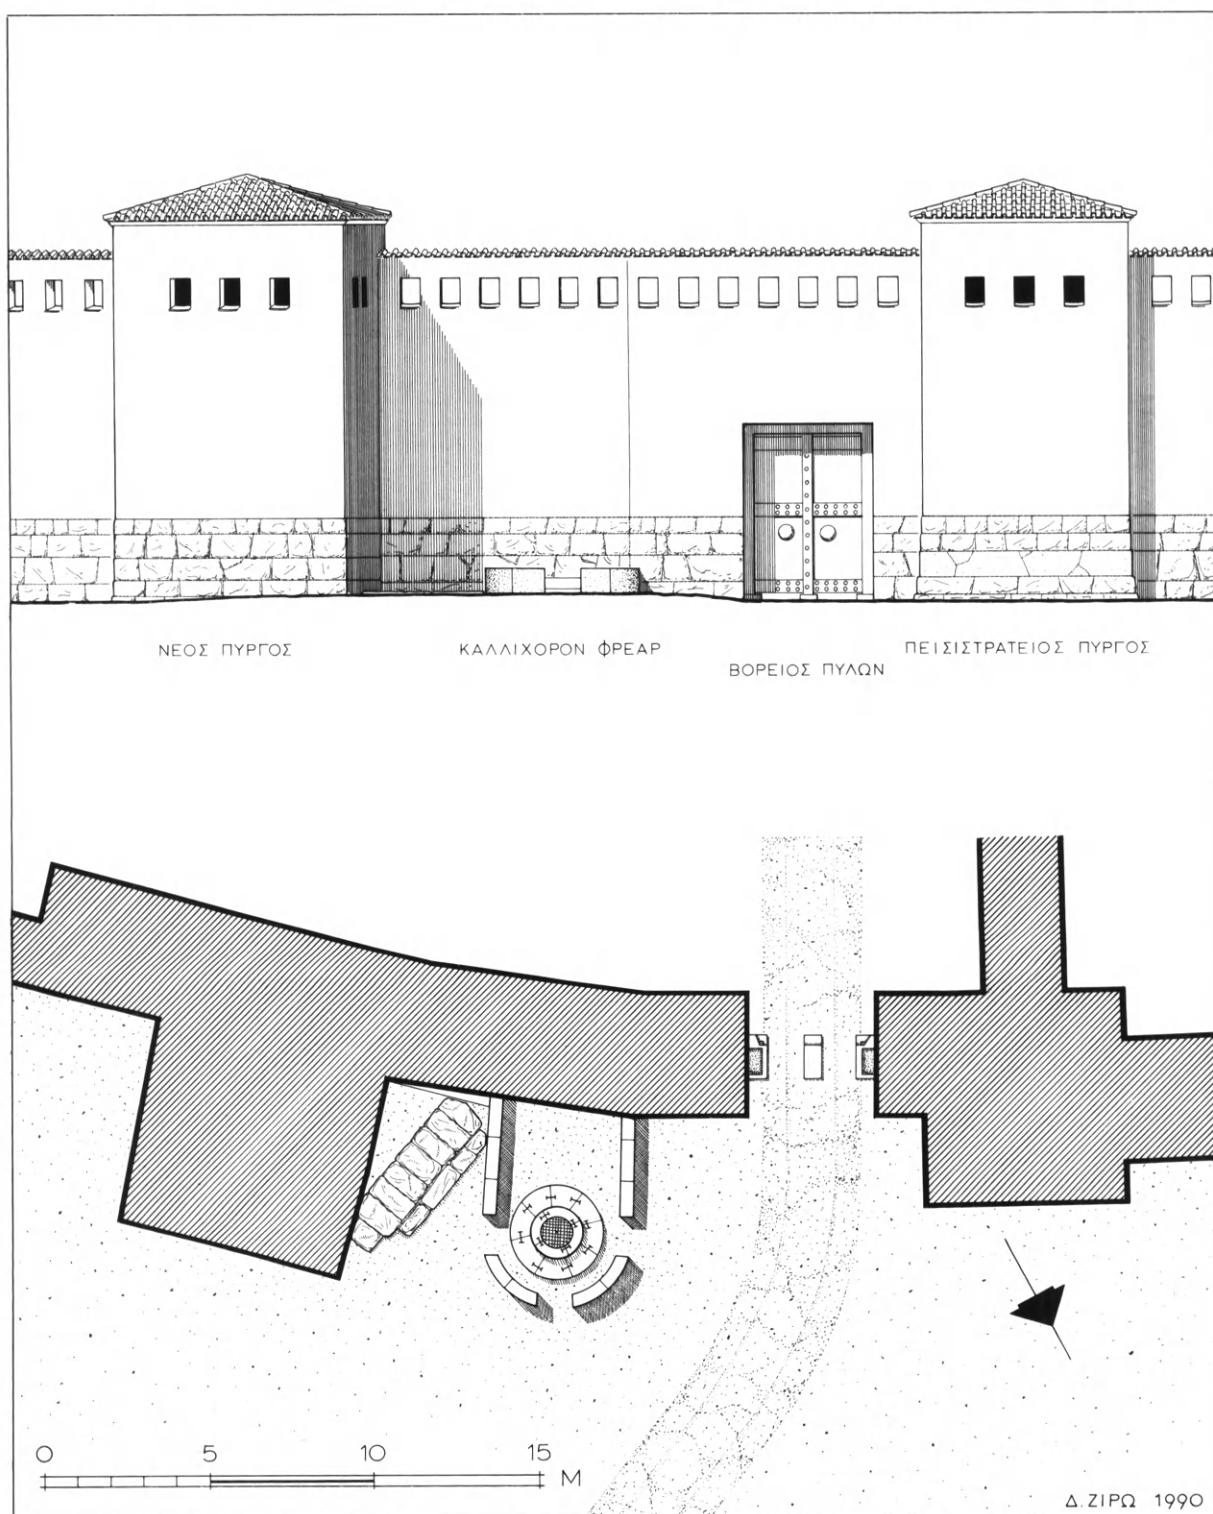 ΝΕΟΣ ΠΥΡΓΟΣ
ΚΑΛΛΙΧΟΡΟΝ ΦΡΕΑΡ
ΒΟΡΕΙΟΣ ΠΥΛΩΝ
ΠΕΙΣΙΣΤΡΑΤΕΙΟΣ ΠΥΡΓΟΣ
0 5 10 15 M
Δ. ΖΙΡΩ 1990